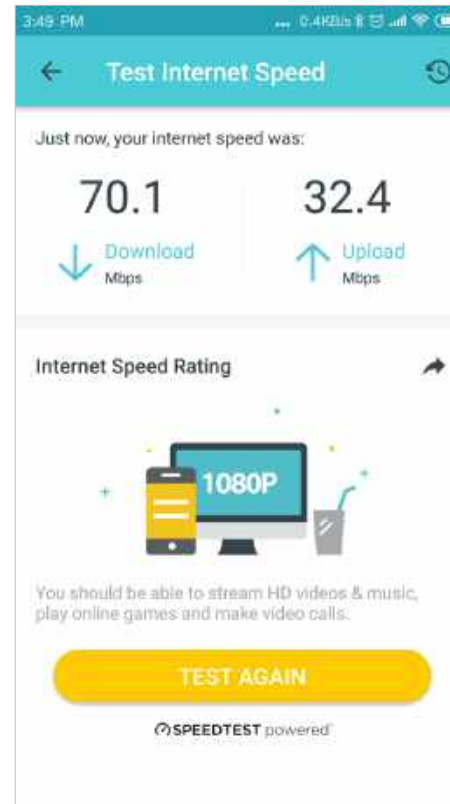 3:49 PM ... 0.4KB/s
Test Internet Speed
Just now, your internet speed was:
70.1 32.4
Download Upload
Mbps Mbps
Internet Speed Rating
1080P
You should be able to stream HD videos & music,
play online games and make video calls.
TEST AGAIN
SPEEDTEST powered